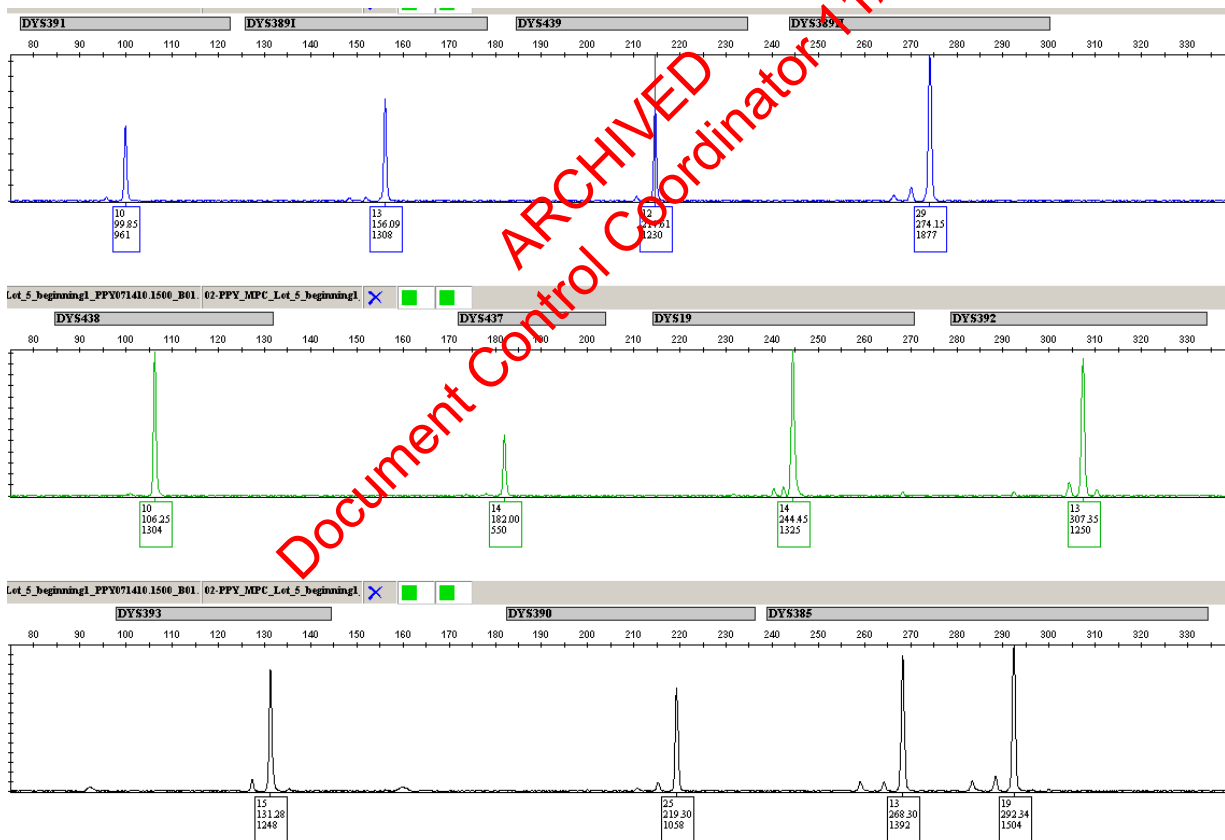 DYS391 DYS389I DYS439 DYS389II
80 90 100 110 120 130 140 150 160 170 180 190 200 210 220 230 240 250 260 270 280 290 300 310 320 330
10 13 12 29
99.85 156.09 214.61 274.15
961 1308 1230 1877
ARCHIVED
Document Control Coordinator 11
Lot_5_beginning1_PPY071410.1500_B01. 02-PPY_MPC_Lot_5_beginning1_
DYS438 DYS437 DYS19 DYS392
80 90 100 110 120 130 140 150 160 170 180 190 200 210 220 230 240 250 260 270 280 290 300 310 320 330
10 14 14 13
106.25 182.00 244.45 307.35
1304 550 1325 1250
Lot_5_beginning1_PPY071410.1500_B01. 02-PPY_MPC_Lot_5_beginning1_
DYS393 DYS390 DYS385
80 90 100 110 120 130 140 150 160 170 180 190 200 210 220 230 240 250 260 270 280 290 300 310 320 330
15 25 13 19
131.28 219.30 268.30 292.34
1248 1058 1392 1504